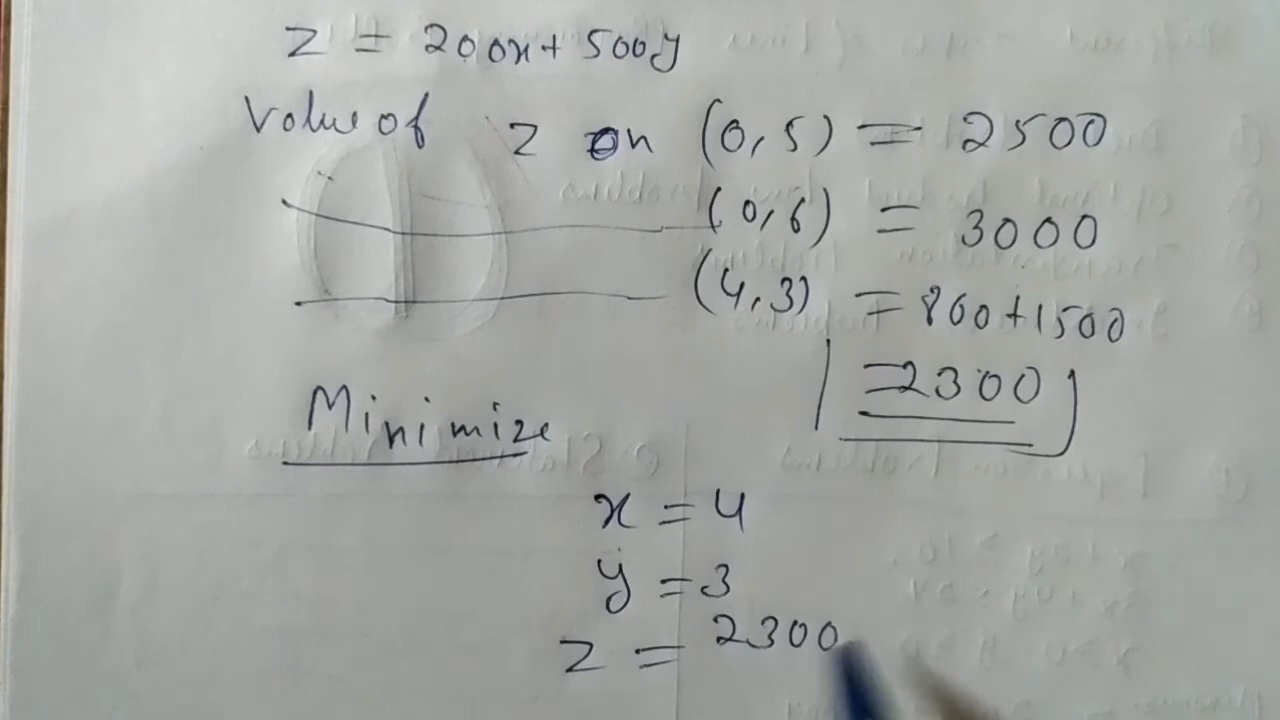 z = 200x + 500y
Value of z on (0,5) = 2500
(0,6) = 3000
(4,3) = 800 + 1500
= 2300
Minimize
x = 4
y = 3
z = 2300